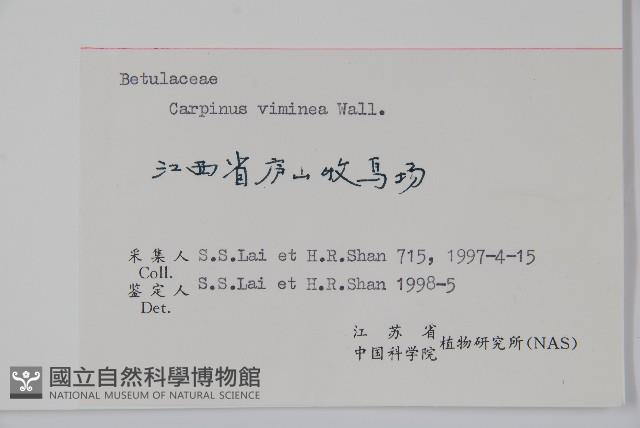 Betulaceae
Carpinus viminea Wall.
江西省庐山牧马场
采集人 S.S.Lai et H.R.Shan 715, 1997-4-15
Coll.
鉴定人 S.S.Lai et H.R.Shan 1998-5
Det.
江苏省
中国科学院 植物研究所(NAS)
國立自然科學博物館
NATIONAL MUSEUM OF NATURAL SCIENCE